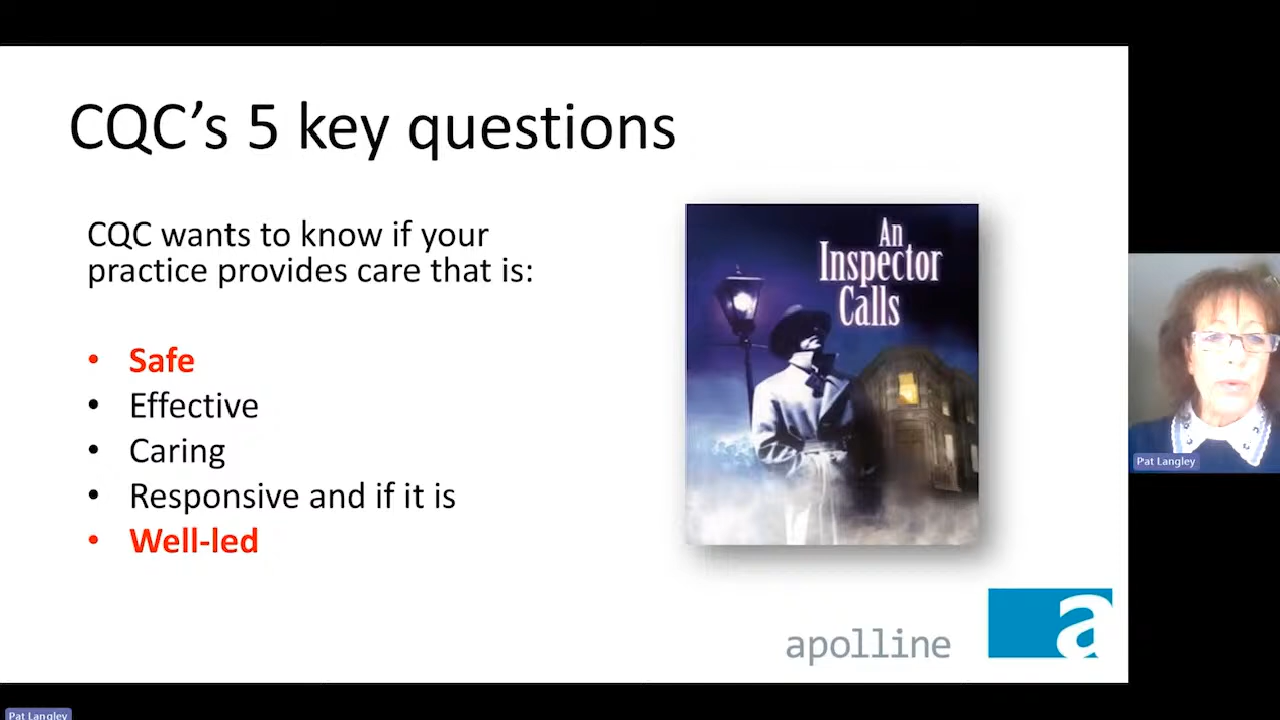 CQC's 5 key questions
CQC wants to know if your
practice provides care that is:
• Safe
• Effective
• Caring
• Responsive and if it is
• Well-led
An
Inspector
Calls
apolline
a
Pat Langley
Pat Langley